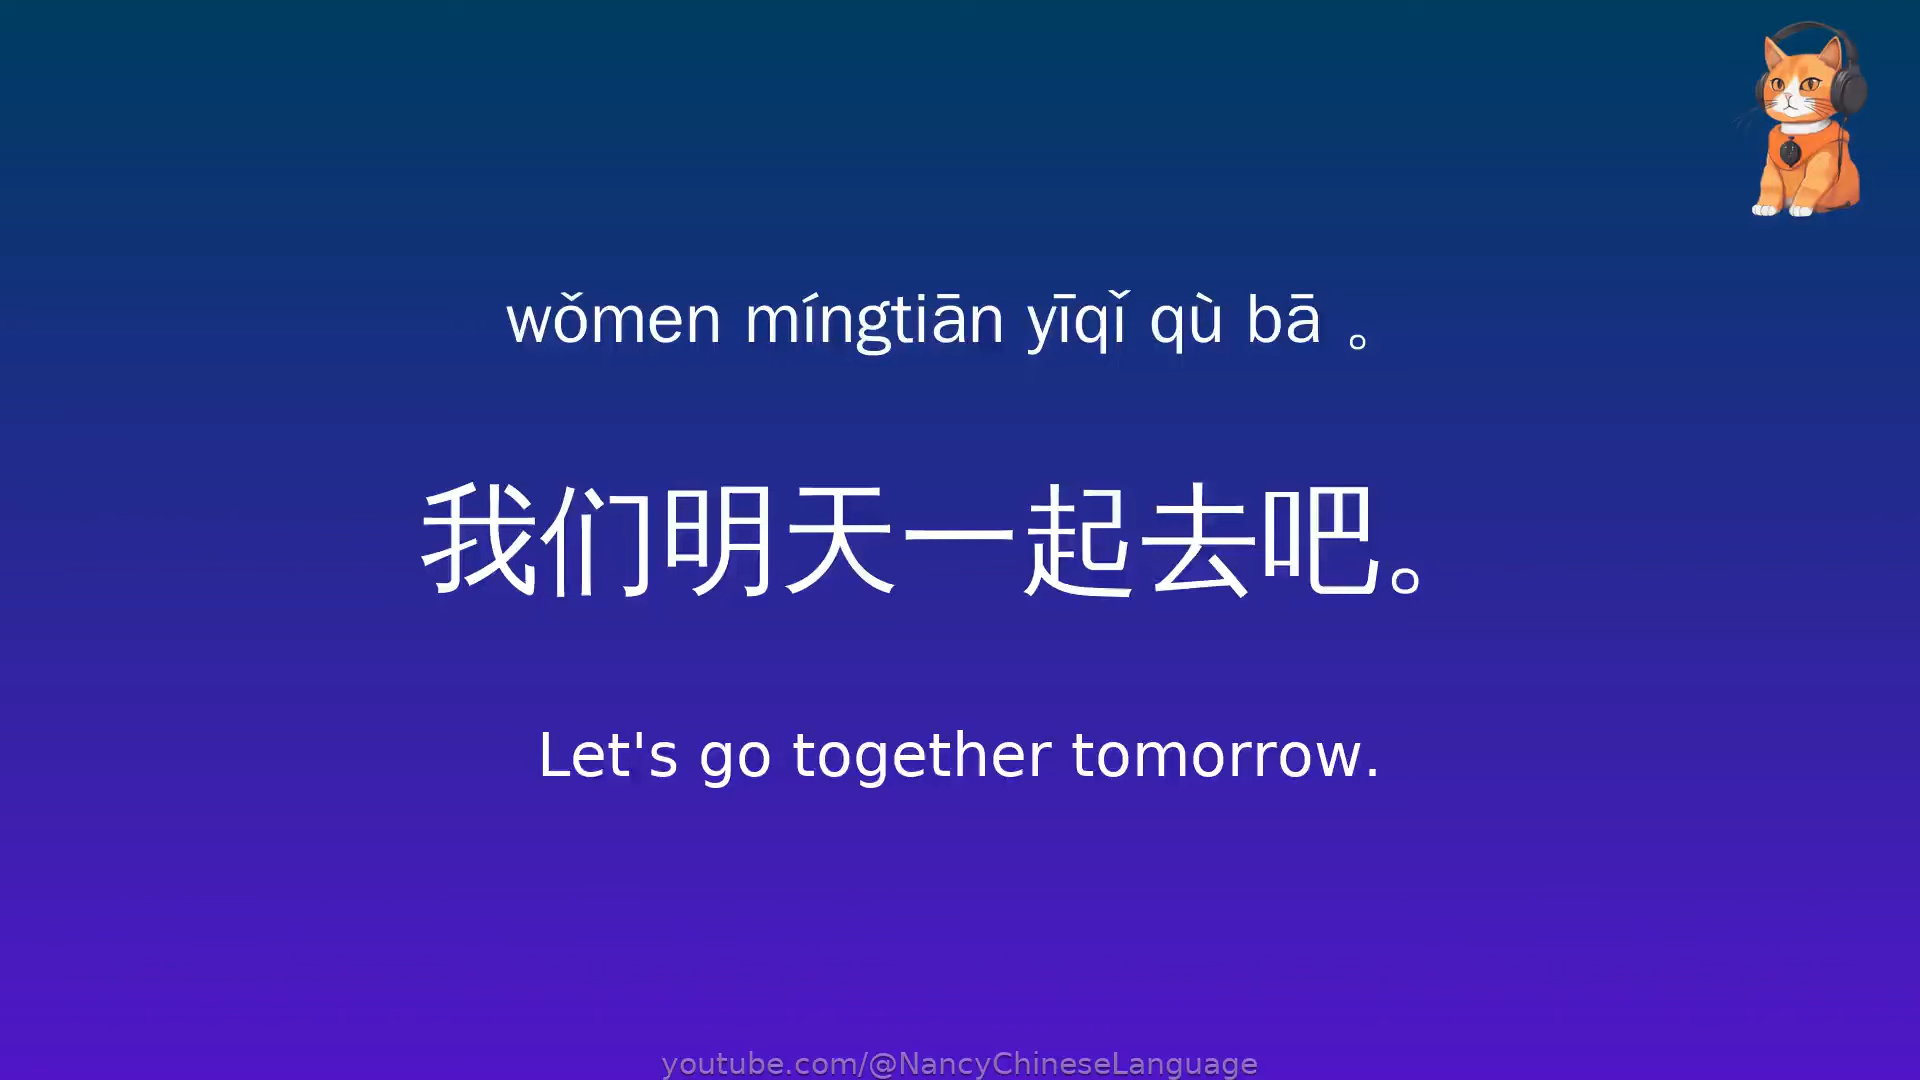 wǒmen míngtiān yīqǐ qù bā 。
我们明天一起去吧。
Let's go together tomorrow.
youtube.com/@NancyChineseLanguage